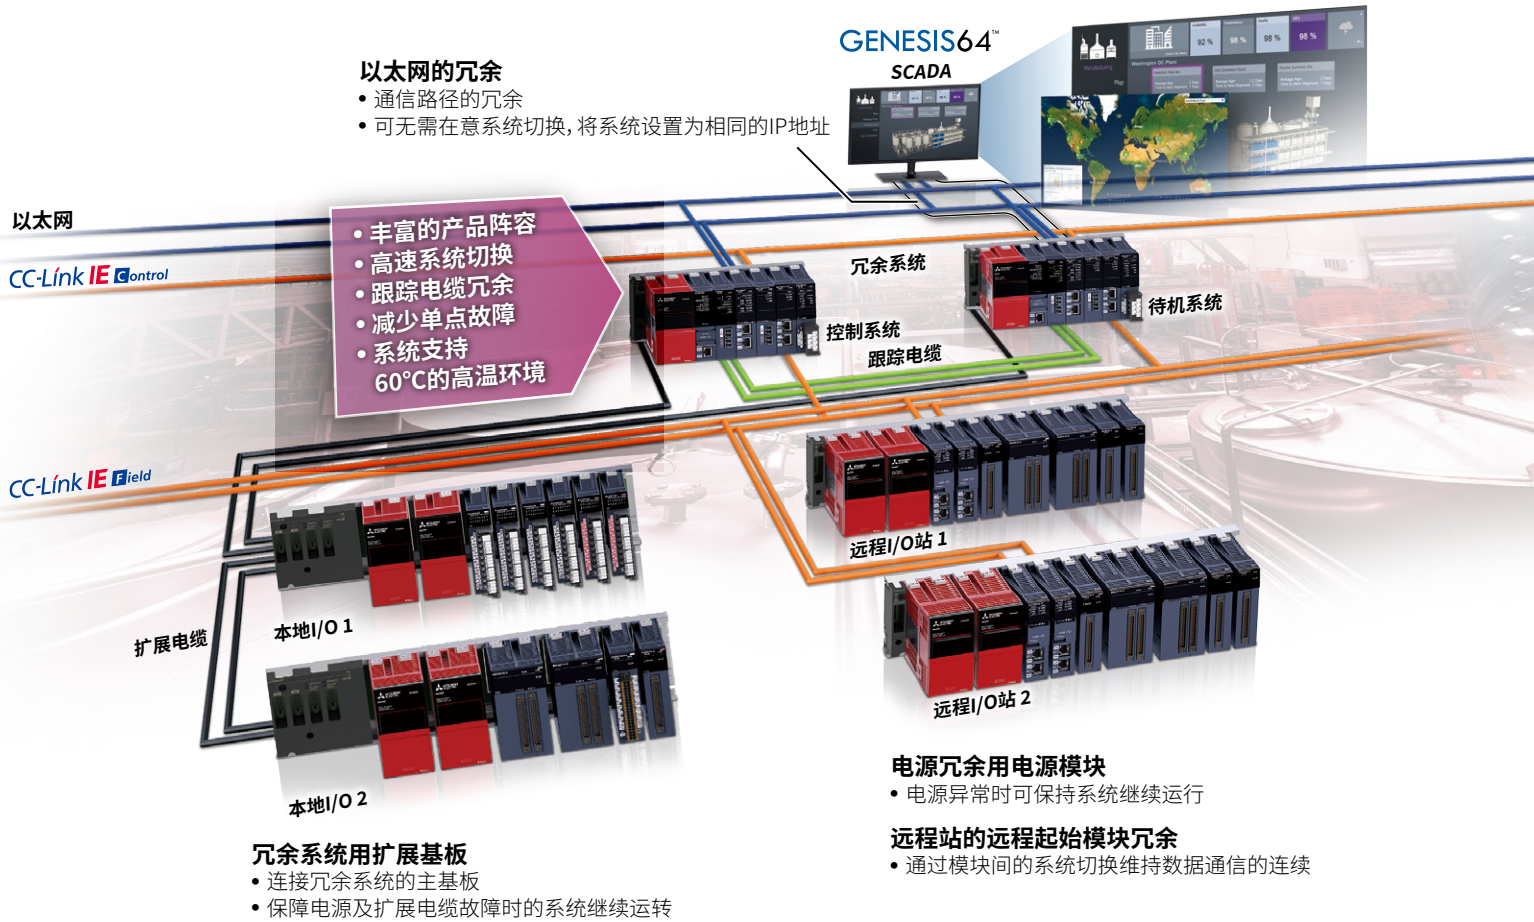 GENESIS64™
SCADA
以太网的冗余
• 通信路径的冗余
• 可无需在意系统切换，将系统设置为相同的IP地址
92 %
98 %
98 %
98 %
Washington DC Plant
Map
以太网
CC-Link IE Control
• 丰富的产品阵容
• 高速系统切换
• 跟踪电缆冗余
• 减少单点故障
• 系统支持
60℃的高温环境
冗余系统
待机系统
控制系统
跟踪电缆
CC-Link IE Field
远程I/O站 1
远程I/O站 2
本地I/O 1
扩展电缆
本地I/O 2
电源冗余用电源模块
• 电源异常时可保持系统继续运行
远程站的远程起始模块冗余
• 通过模块间的系统切换维持数据通信的连续
冗余系统用扩展基板
• 连接冗余系统的主基板
• 保障电源及扩展电缆故障时的系统继续运转